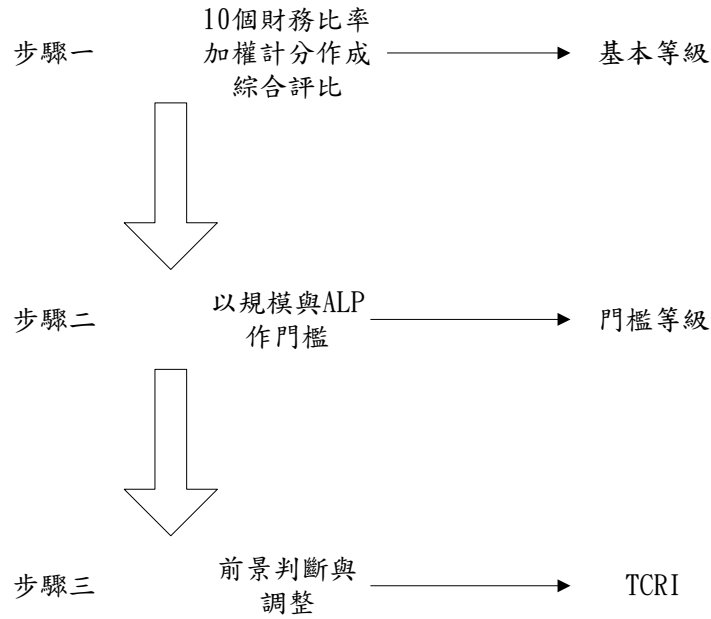 步驟一
10個財務比率
加權計分作成
綜合評比
基本等級
步驟二
以規模與ALP
作門檻
門檻等級
步驟三
前景判斷與
調整
TCRI